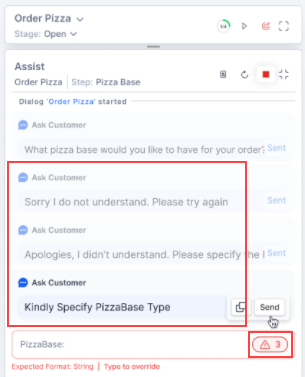 Order Pizza
Stage: Open
1/4
Assist
Order Pizza | Step: Pizza Base
Dialog 'Order Pizza' started
Ask Customer
What pizza base would you like to have for your order? Sent
Ask Customer
Sorry I do not understand. Please try again Sent
Ask Customer
Apologies, I didn't understand. Please specify the Sent
Ask Customer
Kindly Specify PizzaBase Type Send
PizzaBase: 3
Expected Format: String | Type to override